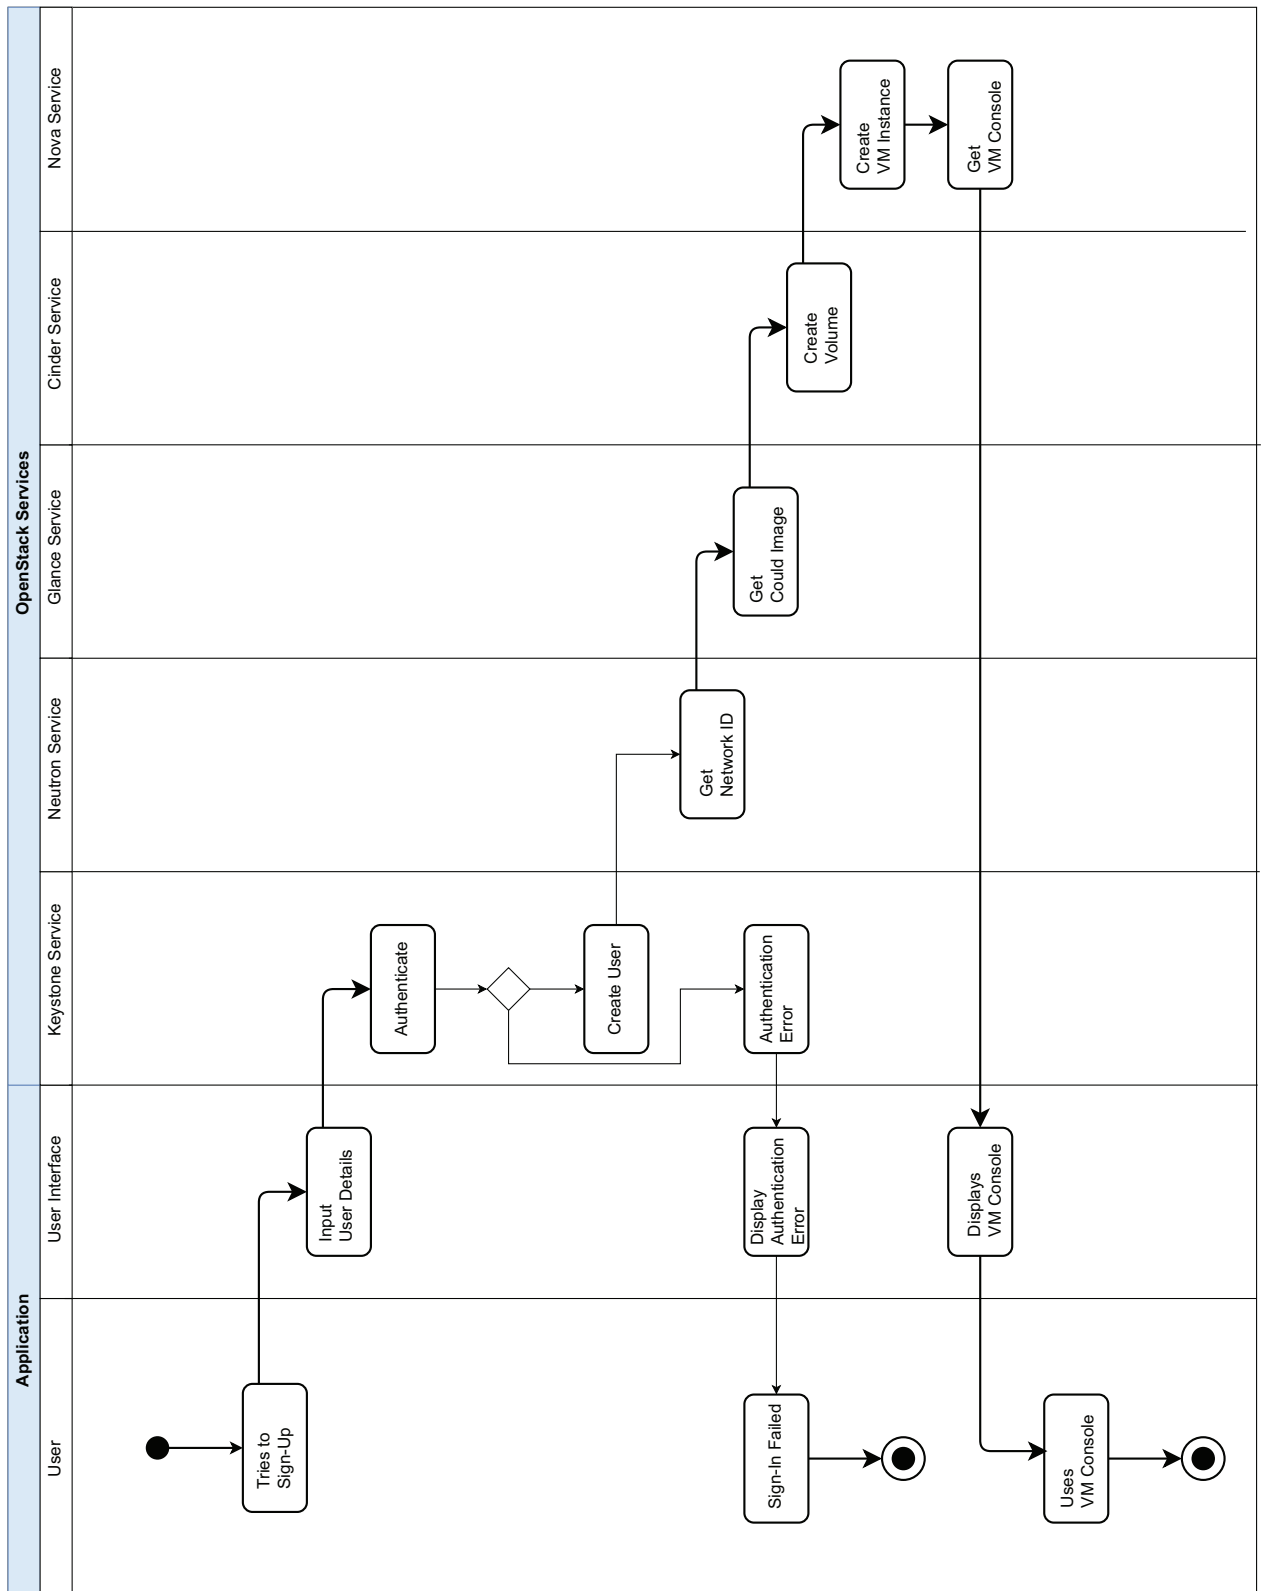 Application
OpenStack Services
User
User Interface
Keystone Service
Neutron Service
Glance Service
Cinder Service
Nova Service
Tries to
Sign-Up
Input
User Details
Authenticate
Create User
Get
Network ID
Get
Could Image
Create
Volume
Create
VM Instance
Get
VM Console
Authentication
Error
Display
Authentication
Error
Sign-In Failed
Displays
VM Console
Uses
VM Console